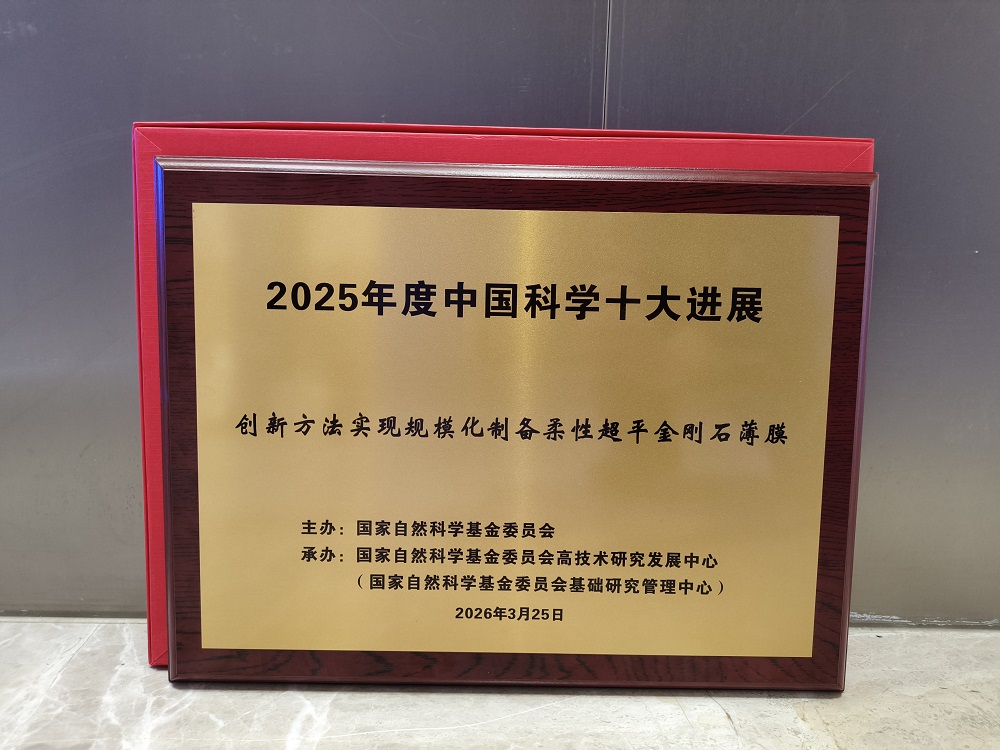 2025年度中国科学十大进展
创新方法实现规模化制备柔性超平金刚石薄膜
主办：国家自然科学基金委员会
承办：国家自然科学基金委员会高技术研究发展中心
（国家自然科学基金委员会基础研究管理中心）
2026年3月25日